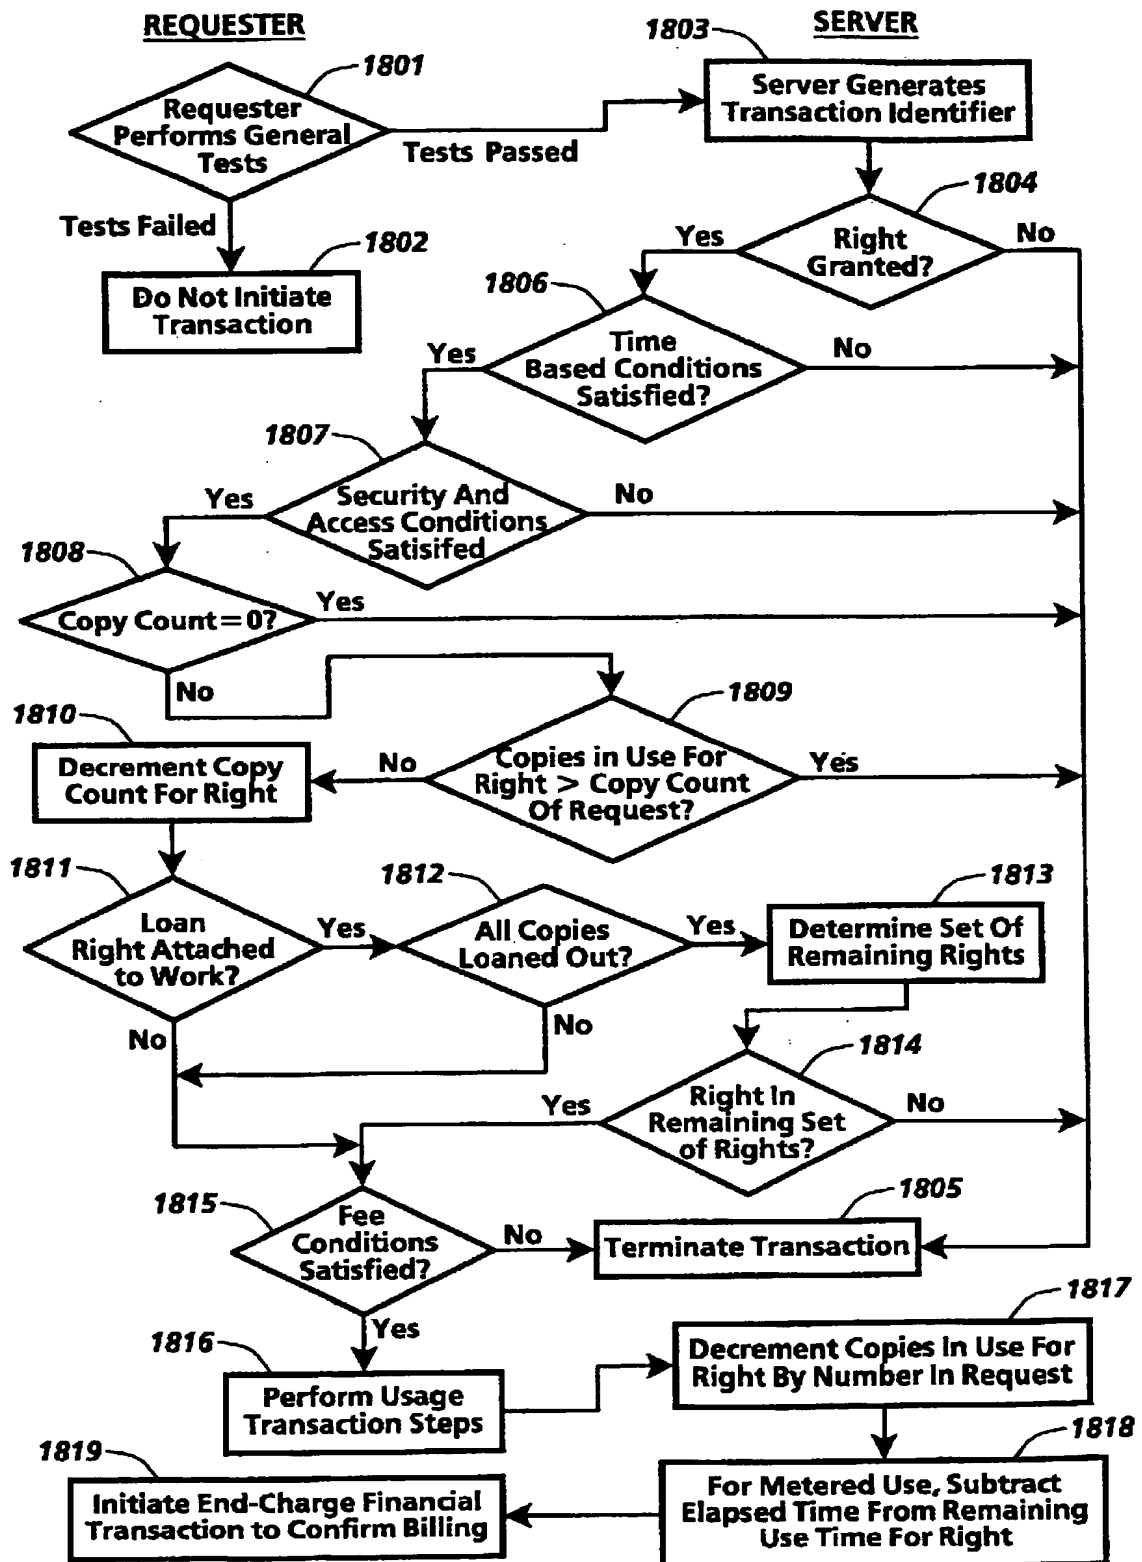 REQUESTER
SERVER
1801
Requester
Performs General
Tests
Tests Passed
1803
Server Generates
Transaction Identifier
Tests Failed
1802
Do Not Initiate
Transaction
1804
Right
Granted?
Yes
No
1806
Time
Based Conditions
Satisfied?
Yes
No
1807
Security And
Access Conditions
Satisifed
Yes
No
1808
Copy Count=0?
Yes
No
1809
Copies in Use For
Right > Copy Count
Of Request?
No
Yes
1810
Decrement Copy
Count For Right
1811
Loan
Right Attached
to Work?
Yes
No
1812
All Copies
Loaned Out?
Yes
No
1813
Determine Set Of
Remaining Rights
1814
Right In
Remaining Set
of Rights?
Yes
No
1815
Fee
Conditions
Satisfied?
No
Yes
1805
Terminate Transaction
1816
Perform Usage
Transaction Steps
1817
Decrement Copies In Use For
Right By Number In Request
1818
For Metered Use, Subtract
Elapsed Time From Remaining
Use Time For Right
1819
Initiate End-Charge Financial
Transaction to Confirm Billing